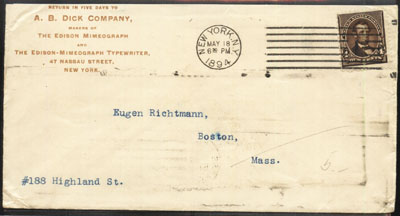 RETURN IN FIVE DAYS TO
A. B. DICK COMPANY,
MAKERS OF
THE EDISON MIMEOGRAPH
AND
THE EDISON-MIMEOGRAPH TYPEWRITER,
47 NASSAU STREET,
NEW YORK.
NEW YORK, N.Y.
MAY 18
6 PM
1894
Eugen Richtmann,
Boston,
Mass.
#188 Highland St.
5.